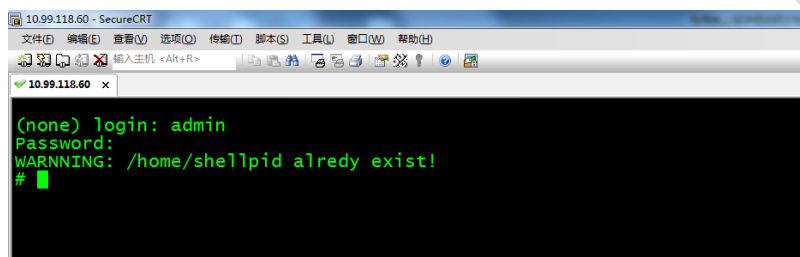 10.99.118.60 - SecureCRT
文件(F) 编辑(E) 查看(V) 选项(O) 传输(T) 脚本(S) 工具(L) 窗口(W) 帮助(H)
输入主机 <Alt+R>
10.99.118.60 x
(none) login: admin
Password:
WARNNING: /home/shellpid alredy exist!
#